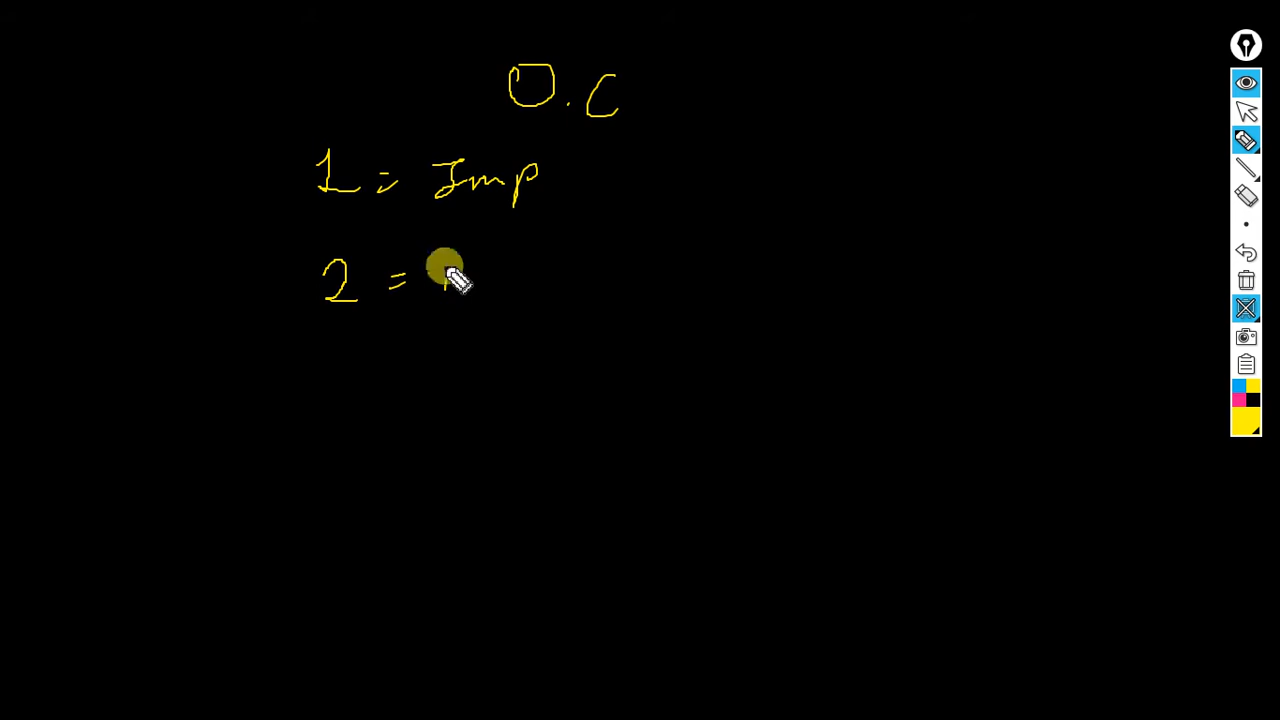 O.C
1 = Imp
2 =